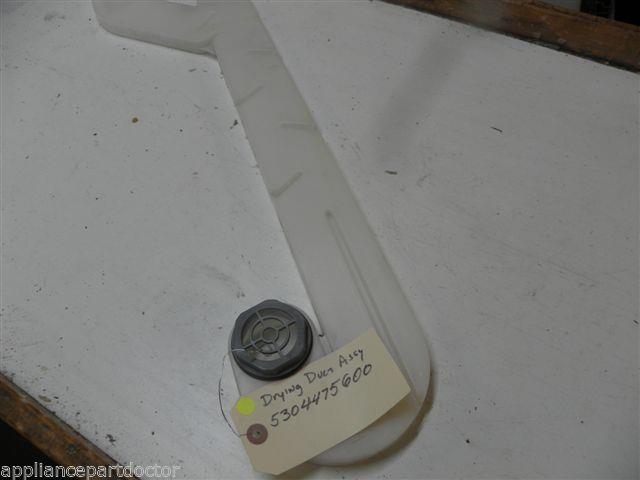 Drying Duct Assy
5304475600
appliancepartdoctor